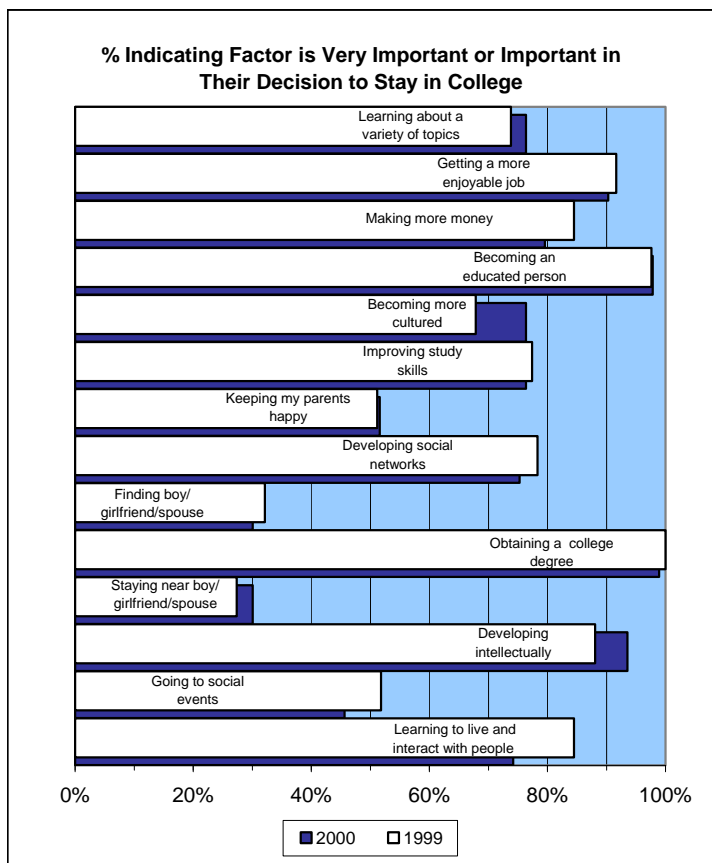 % Indicating Factor is Very Important or Important in
Their Decision to Stay in College
Learning about a
variety of topics
Getting a more
enjoyable job
Making more money
Becoming an
educated person
Becoming more
cultured
Improving study
skills
Keeping my parents
happy
Developing social
networks
Finding boy/
girlfriend/spouse
Obtaining a college
degree
Staying near boy/
girlfriend/spouse
Developing
intellectually
Going to social
events
Learning to live and
interact with people
0% 20% 40% 60% 80% 100%
2000 1999